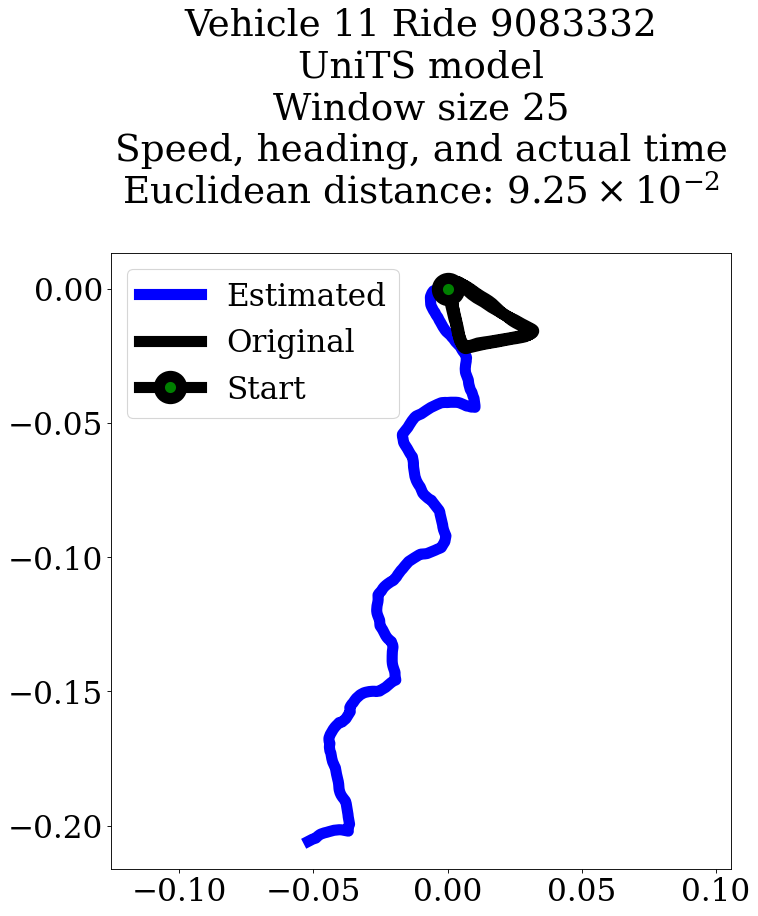 Vehicle 11 Ride 9083332
UniTS model
Window size 25
Speed, heading, and actual time
Euclidean distance: 9.25 × 10⁻²
Estimated
Original
Start
0.00
−0.05
−0.10
−0.15
−0.20
−0.10 −0.05 0.00 0.05 0.10